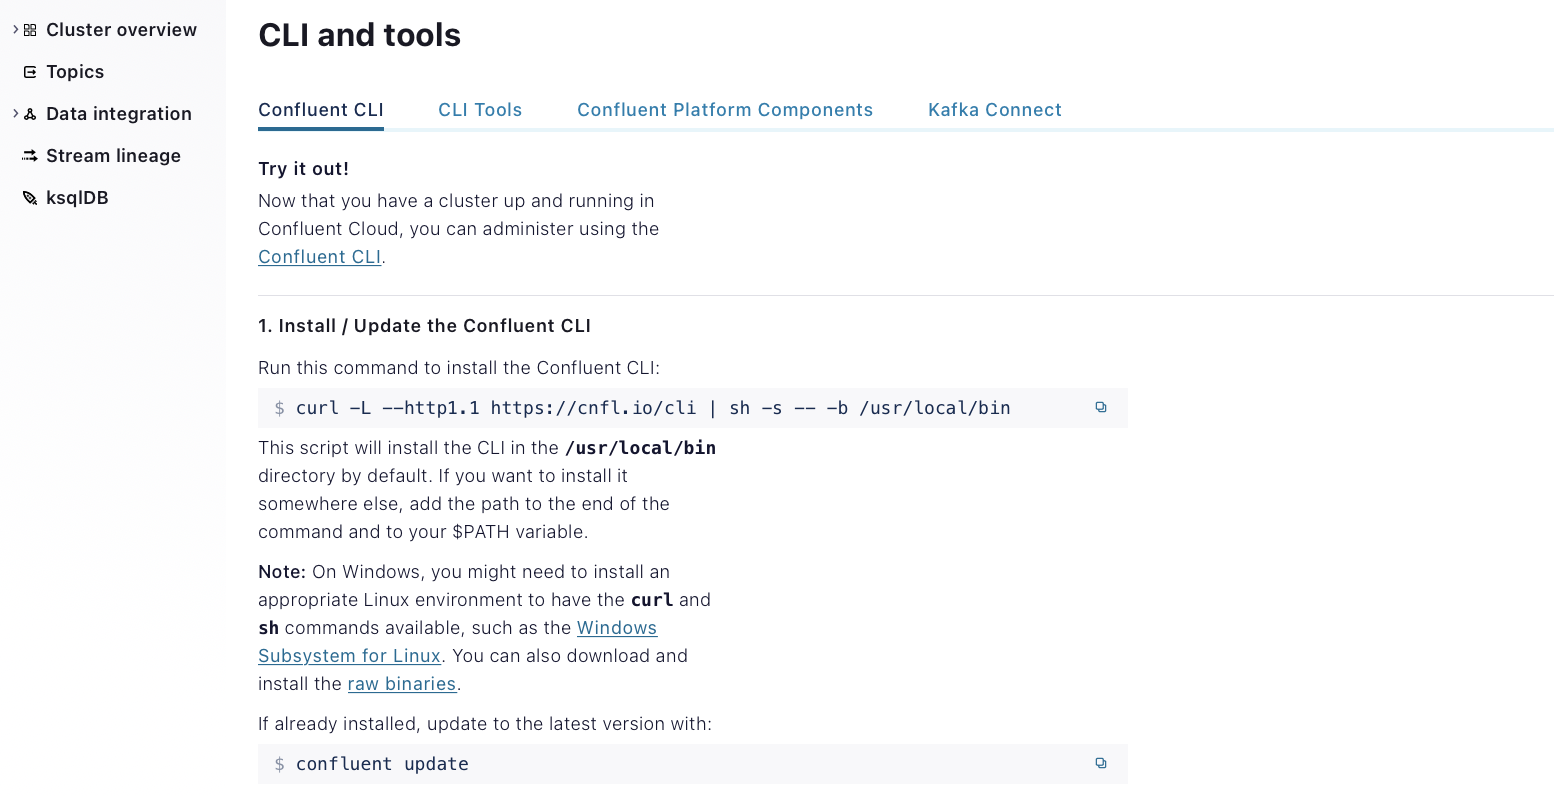 Cluster overview
Topics
Data integration
Stream lineage
ksqlDB
CLI and tools
Confluent CLI CLI Tools Confluent Platform Components Kafka Connect
Try it out!
Now that you have a cluster up and running in
Confluent Cloud, you can administer using the
Confluent CLI.
1. Install / Update the Confluent CLI
Run this command to install the Confluent CLI:
$ curl -L --http1.1 https://cnfl.io/cli | sh -s -- -b /usr/local/bin
This script will install the CLI in the /usr/local/bin
directory by default. If you want to install it
somewhere else, add the path to the end of the
command and to your $PATH variable.
Note: On Windows, you might need to install an
appropriate Linux environment to have the curl and
sh commands available, such as the Windows
Subsystem for Linux. You can also download and
install the raw binaries.
If already installed, update to the latest version with:
$ confluent update